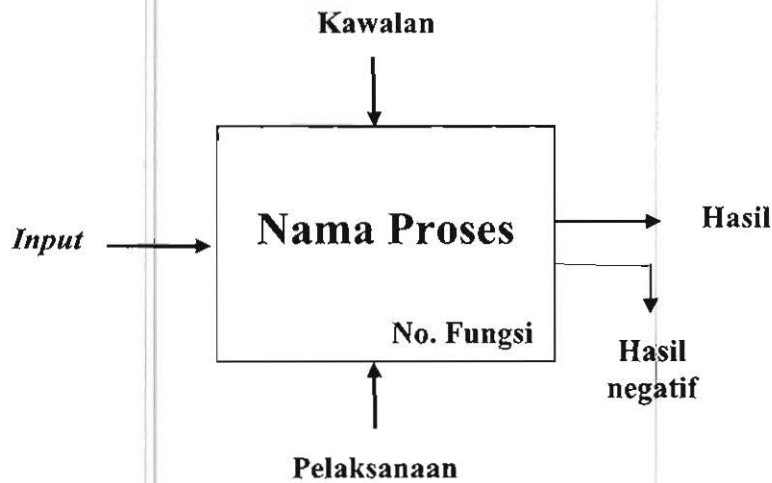 Kawalan
Nama Proses
Input
Hasil
No. Fungsi
Hasil
negatif
Pelaksanaan